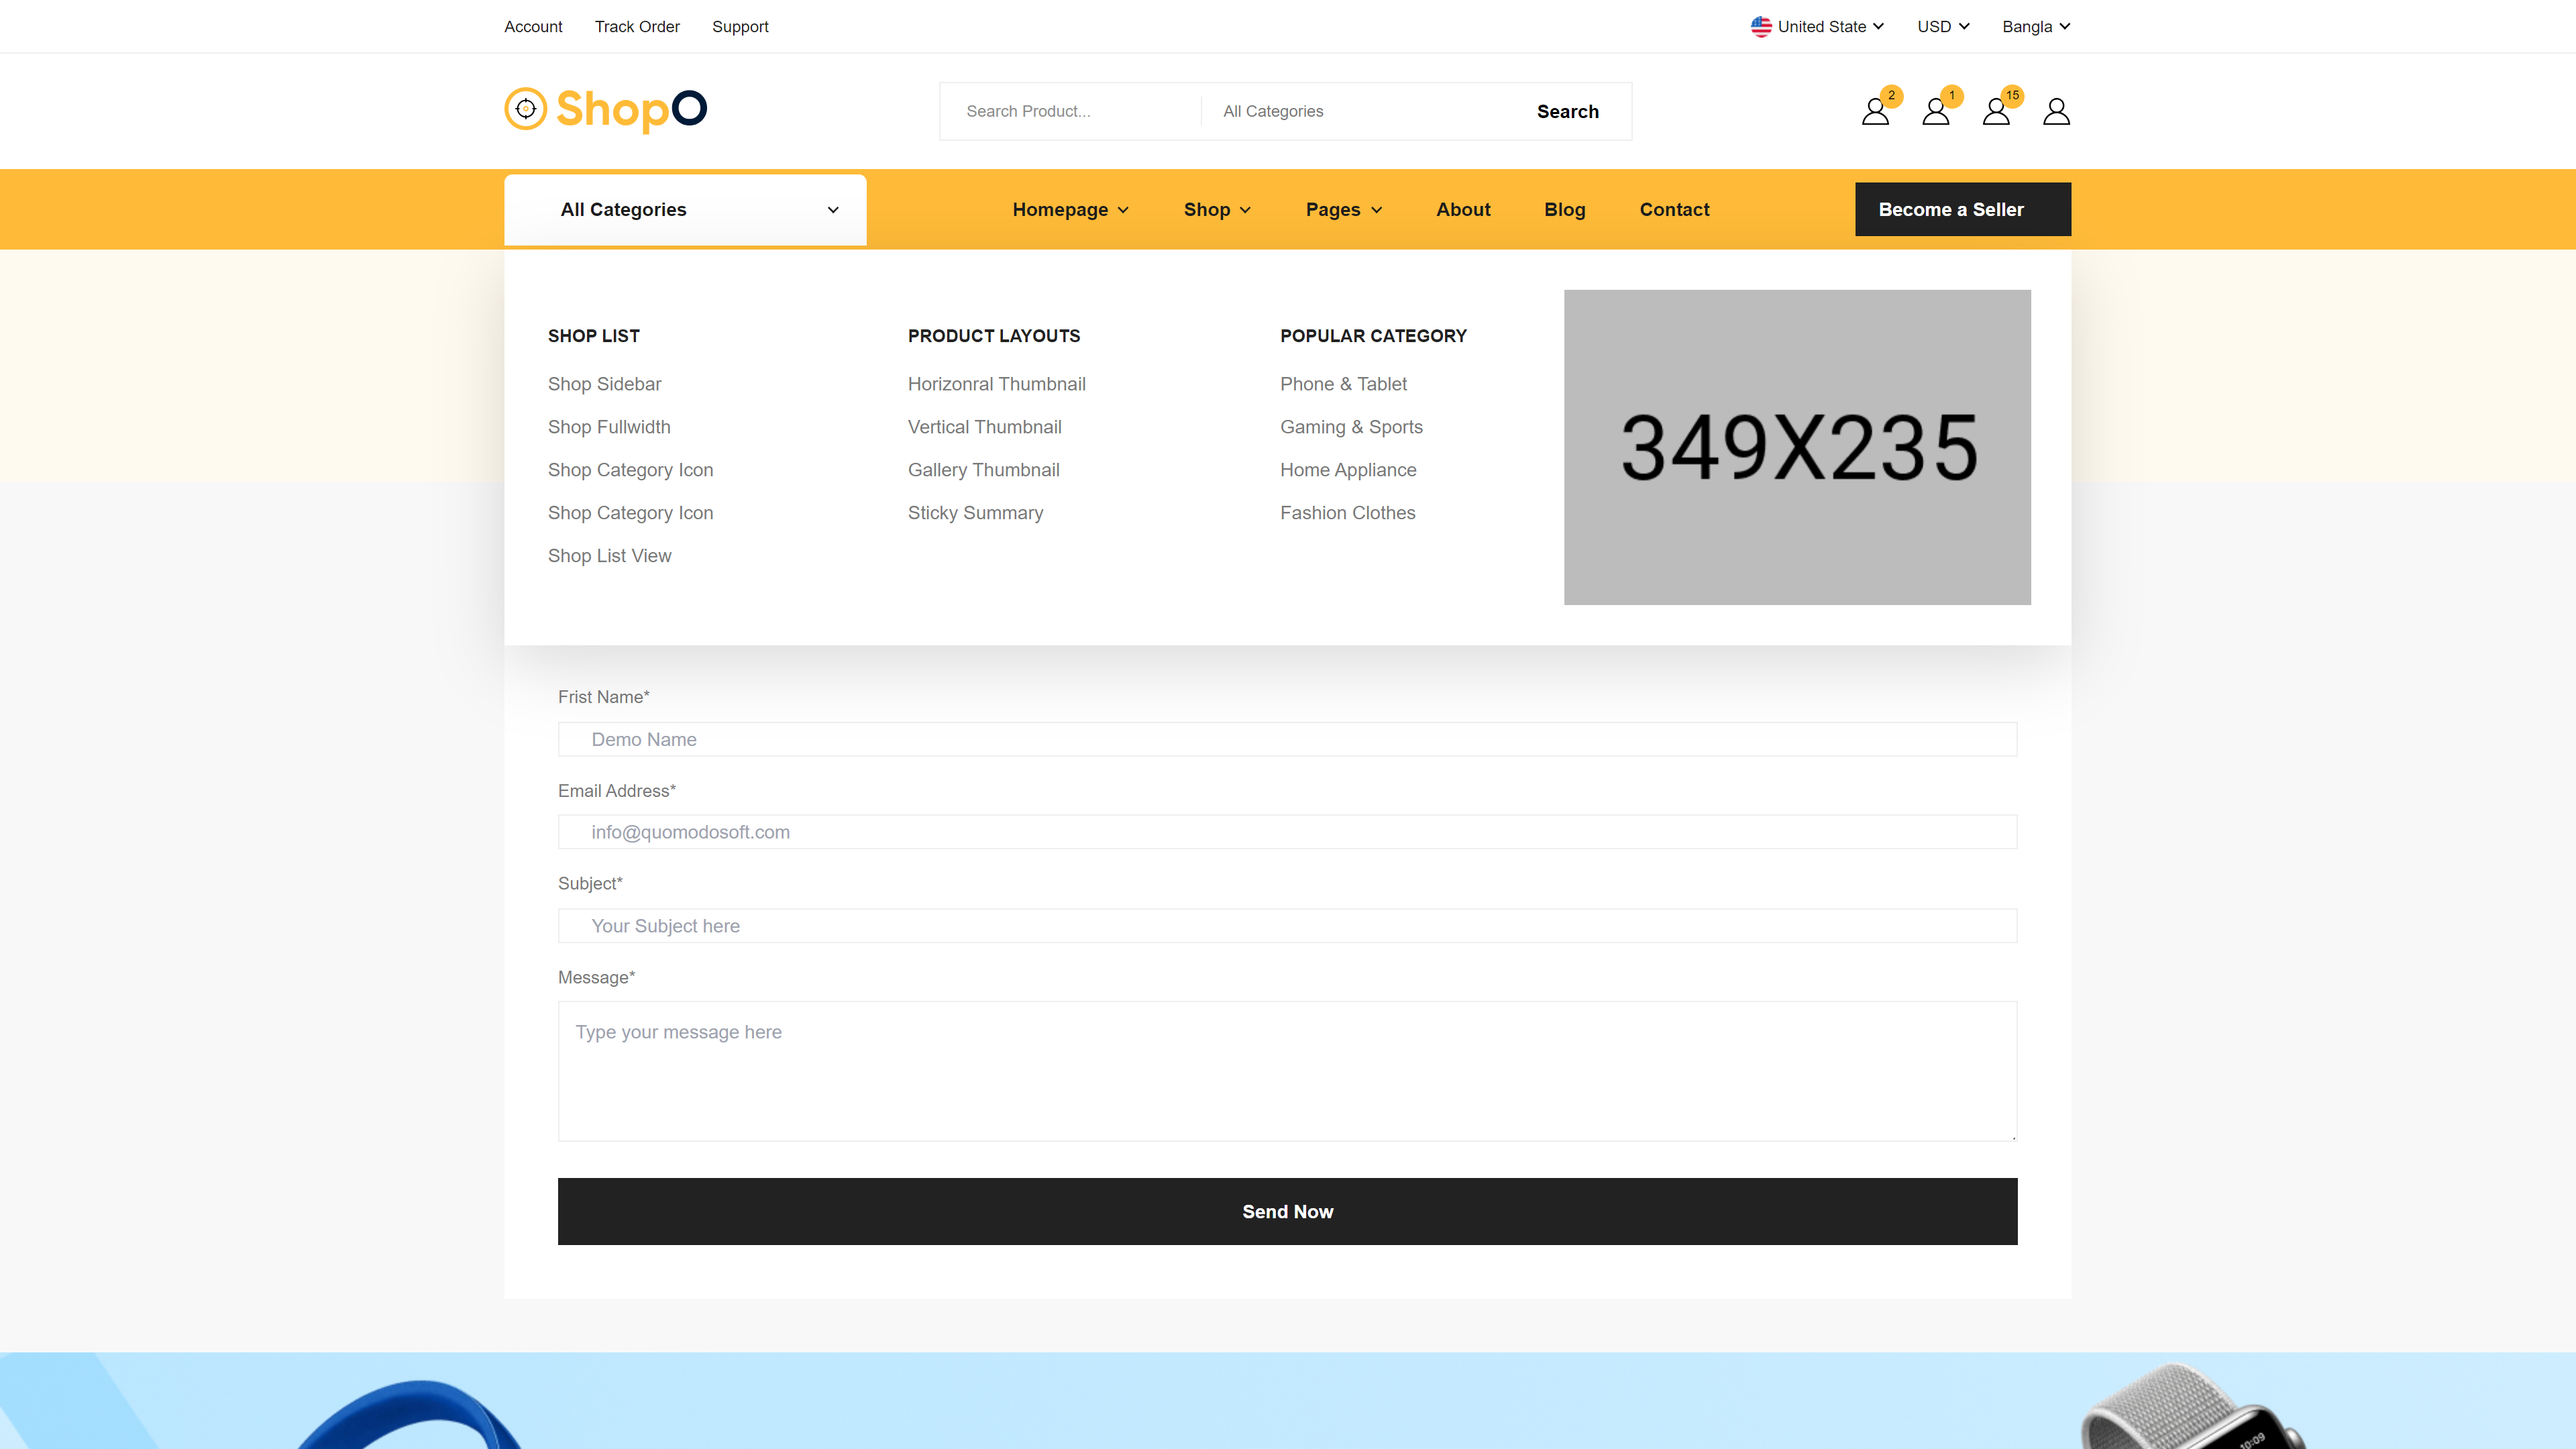 Account Track Order Support United State USD Bangla
ShopO Search Product... All Categories Search 2 1 15
All Categories Homepage Shop Pages About Blog Contact Become a Seller
SHOP LIST
Shop Sidebar
Shop Fullwidth
Shop Category Icon
Shop Category Icon
Shop List View
PRODUCT LAYOUTS
Horizonral Thumbnail
Vertical Thumbnail
Gallery Thumbnail
Sticky Summary
POPULAR CATEGORY
Phone & Tablet
Gaming & Sports
Home Appliance
Fashion Clothes
349X235
Frist Name*
Demo Name
Email Address*
info@quomodosoft.com
Subject*
Your Subject here
Message*
Type your message here
Send Now
10:09